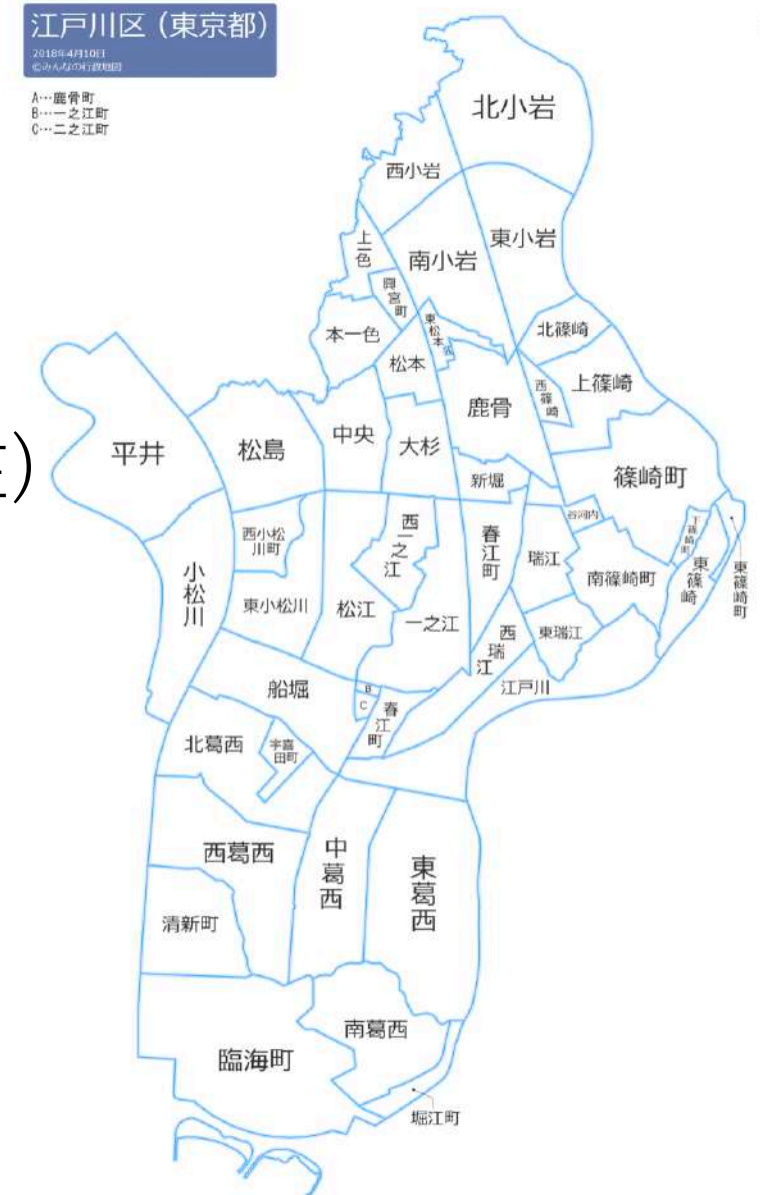 江戸川区（東京都）
2018年4月10日
©みんなの行政地図
A…鹿骨町
B…一之江町
C…二之江町
北小岩
西小岩
東小岩
南小岩
上一色
興宮町
本一色
東松本
A
北篠崎
松本
西篠崎
上篠崎
鹿骨
平井
松島
中央
大杉
篠崎町
新堀
谷河内
西小松川町
西一之江
春江町
瑞江
下篠崎町
東篠崎
東篠崎町
小松川
東小松川
松江
一之江
南篠崎町
西瑞江
東瑞江
船堀
B
C
春江町
江戸川
北葛西
宇喜田町
西葛西
中葛西
東葛西
清新町
南葛西
臨海町
堀江町